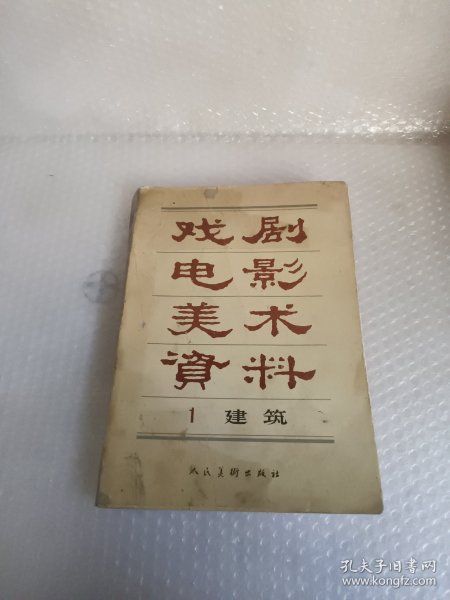 戏剧
电影
美术
資料
1 建筑
人民美術出版社
孔夫子旧书网
www.kongfz.com